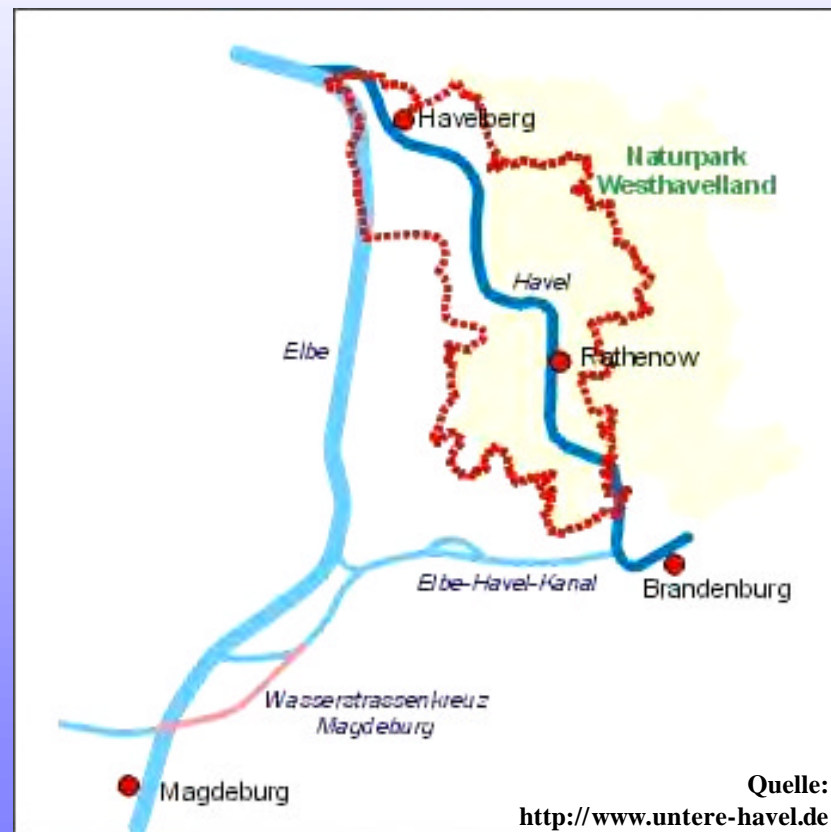 Havelberg
Naturpark
Westhavelland
Havel
Elbe
Rathenow
Elbe-Havel-Kanal
Brandenburg
Wasserstrassenkreuz
Magdeburg
Magdeburg
Quelle:
http://www.untere-havel.de